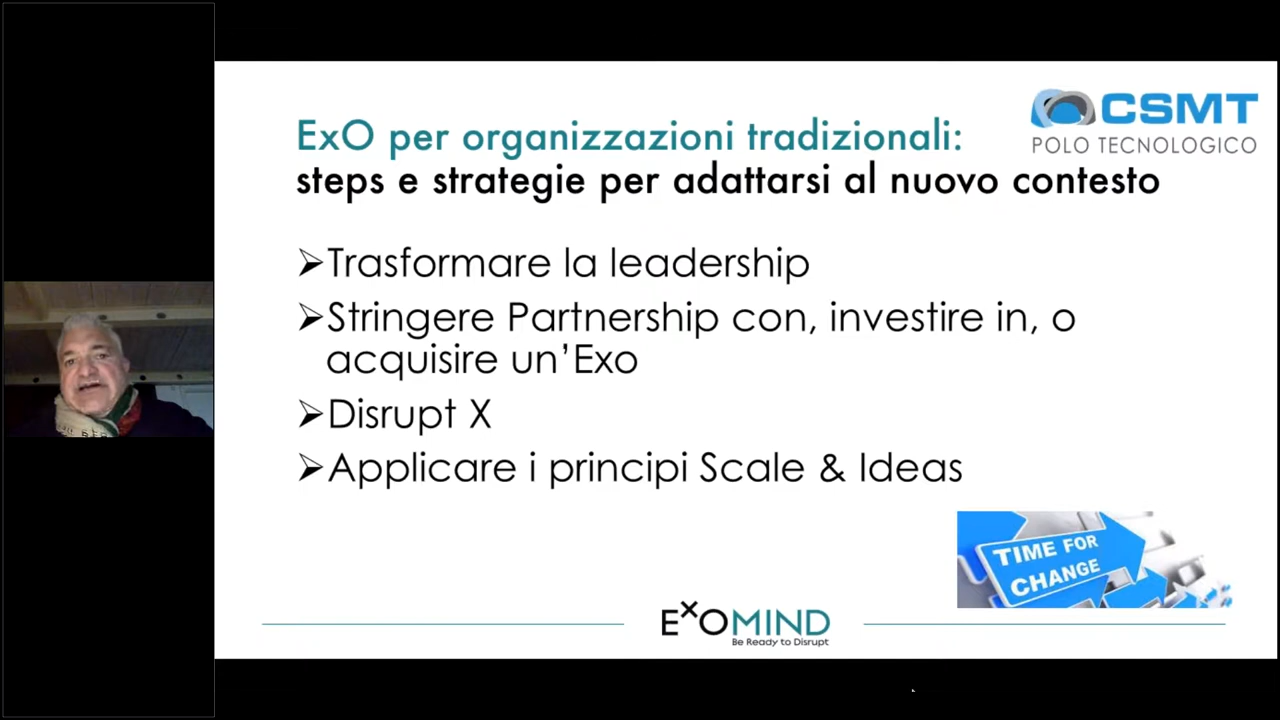 CSMT
POLO TECNOLOGICO
ExO per organizzazioni tradizionali:
steps e strategie per adattarsi al nuovo contesto
➢Trasformare la leadership
➢Stringere Partnership con, investire in, o
acquisire un’Exo
➢Disrupt X
➢Applicare i principi Scale & Ideas
TIME FOR
CHANGE
EXOMIND
Be Ready to Disrupt